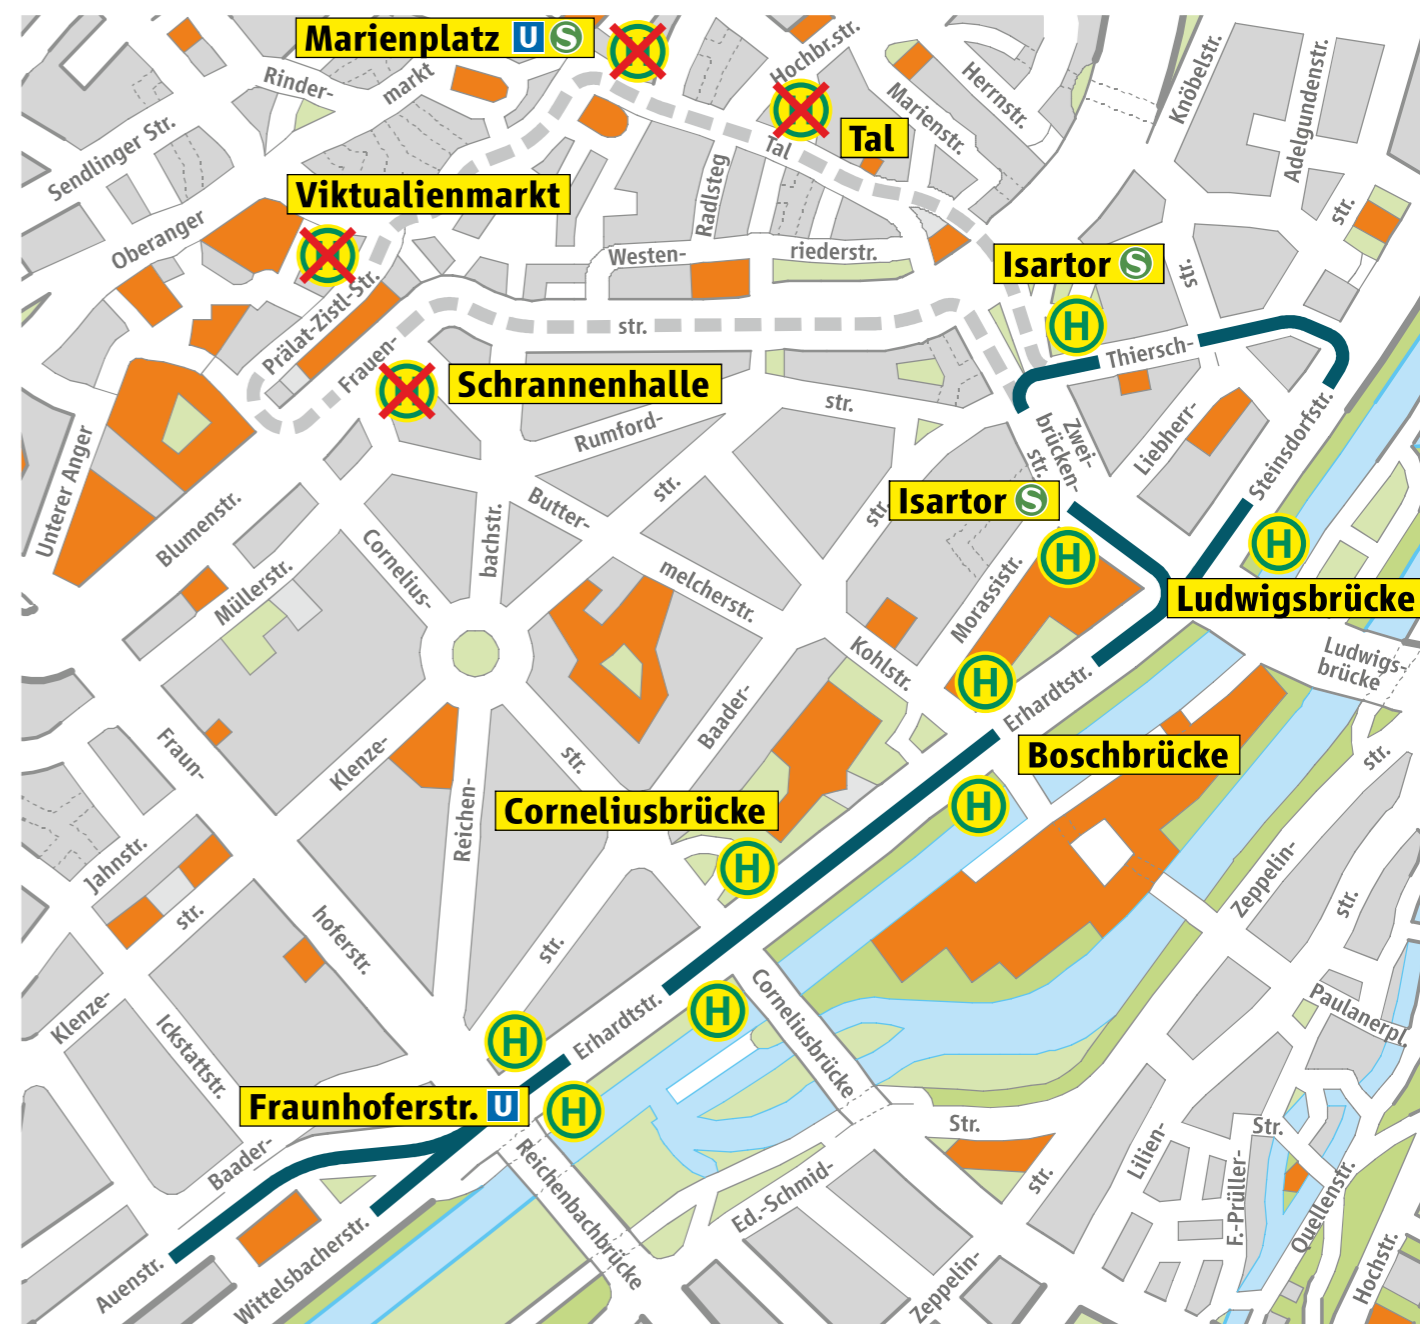 Marienplatz U S
Hochbr.str.
Rinder-
markt
Herrnstr.
Knöbelstr.
Adelgundenstr.
Marienstr.
Tal
Tal
Sendlinger Str.
Viktualienmarkt
Radlsteg
str.
Oberanger
Westen-
riederstr.
Isartor S
str.
Prälat-Zistl-Str.
H
str.
Frauen-
Thiersch-
Schrannenhalle
str.
Rumford-
Zwei-
brücken-
str.
Liebherr-
Steinsdorfstr.
Unterer Anger
Blumenstr.
Butter-
str.
str.
Isartor S
bachstr.
Cornelius-
H
H
Müllerstr.
melcherstr.
Morassistr.
Ludwigsbrücke
Kohlstr.
Ludwigs-
brücke
H
Erhardtstr.
Baader-
Fraun-
Klenze-
str.
Boschbrücke
str.
Corneliusbrücke
H
Reichen-
Jahnstr.
H
Zeppelin-
str.
str.
hoferstr.
str.
Klenze-
Ickstattstr.
Erhardtstr.
H
Corneliusbrücke
Paulanerpl.
H
Fraunhoferstr. U
H
Str.
Str.
Baader-
Reichenbachbrücke
Ed.-Schmid-
str.
Lilien-
F.-Prüller-
Quellenstr.
Auenstr.
Wittelsbacherstr.
Zeppelin-
Hochstr.